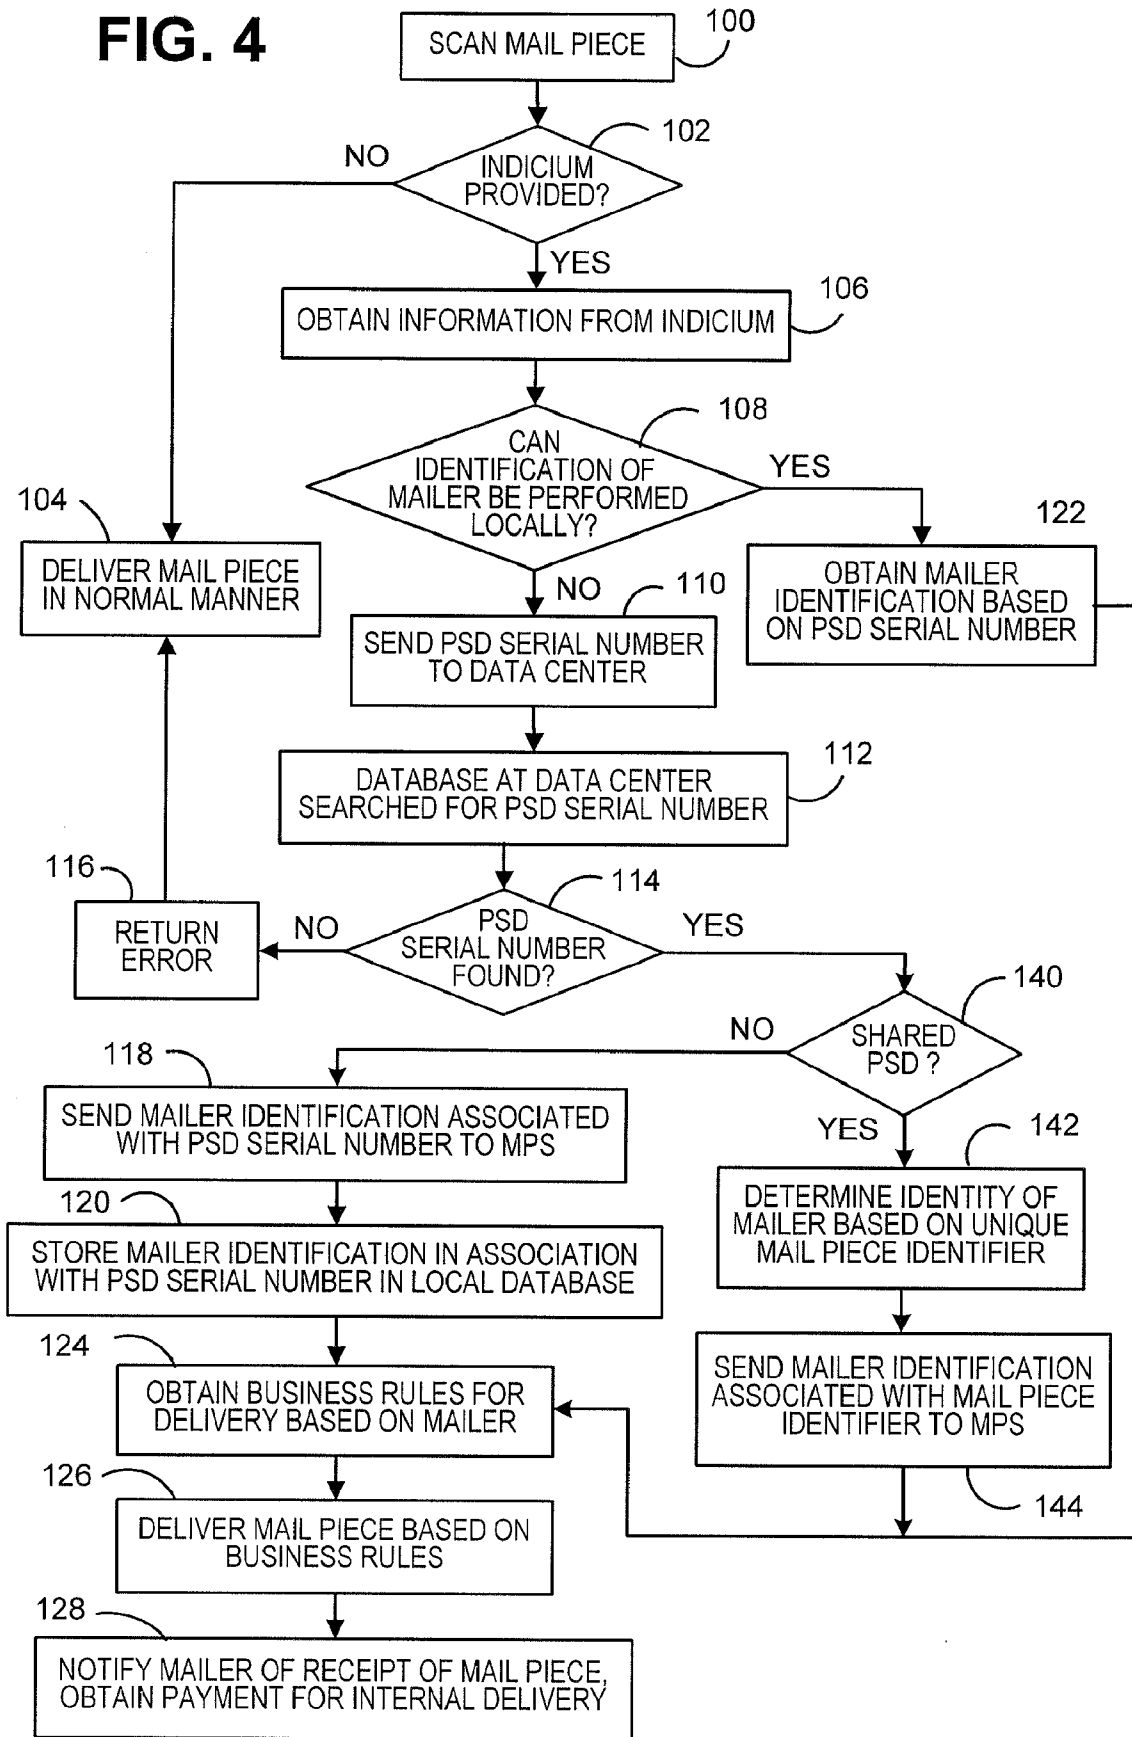 FIG. 4
SCAN MAIL PIECE
100
INDICIUM
PROVIDED?
102
NO
YES
OBTAIN INFORMATION FROM INDICIUM
106
CAN
IDENTIFICATION OF
MAILER BE PERFORMED
LOCALLY?
108
YES
NO
104
DELIVER MAIL PIECE
IN NORMAL MANNER
122
OBTAIN MAILER
IDENTIFICATION BASED
ON PSD SERIAL NUMBER
110
SEND PSD SERIAL NUMBER
TO DATA CENTER
112
DATABASE AT DATA CENTER
SEARCHED FOR PSD SERIAL NUMBER
116
RETURN
ERROR
NO
PSD
SERIAL NUMBER
FOUND?
114
YES
140
SHARED
PSD ?
NO
YES
118
SEND MAILER IDENTIFICATION ASSOCIATED
WITH PSD SERIAL NUMBER TO MPS
142
DETERMINE IDENTITY OF
MAILER BASED ON UNIQUE
MAIL PIECE IDENTIFIER
120
STORE MAILER IDENTIFICATION IN ASSOCIATION
WITH PSD SERIAL NUMBER IN LOCAL DATABASE
124
OBTAIN BUSINESS RULES FOR
DELIVERY BASED ON MAILER
SEND MAILER IDENTIFICATION
ASSOCIATED WITH MAIL PIECE
IDENTIFIER TO MPS
144
126
DELIVER MAIL PIECE BASED ON
BUSINESS RULES
128
NOTIFY MAILER OF RECEIPT OF MAIL PIECE,
OBTAIN PAYMENT FOR INTERNAL DELIVERY